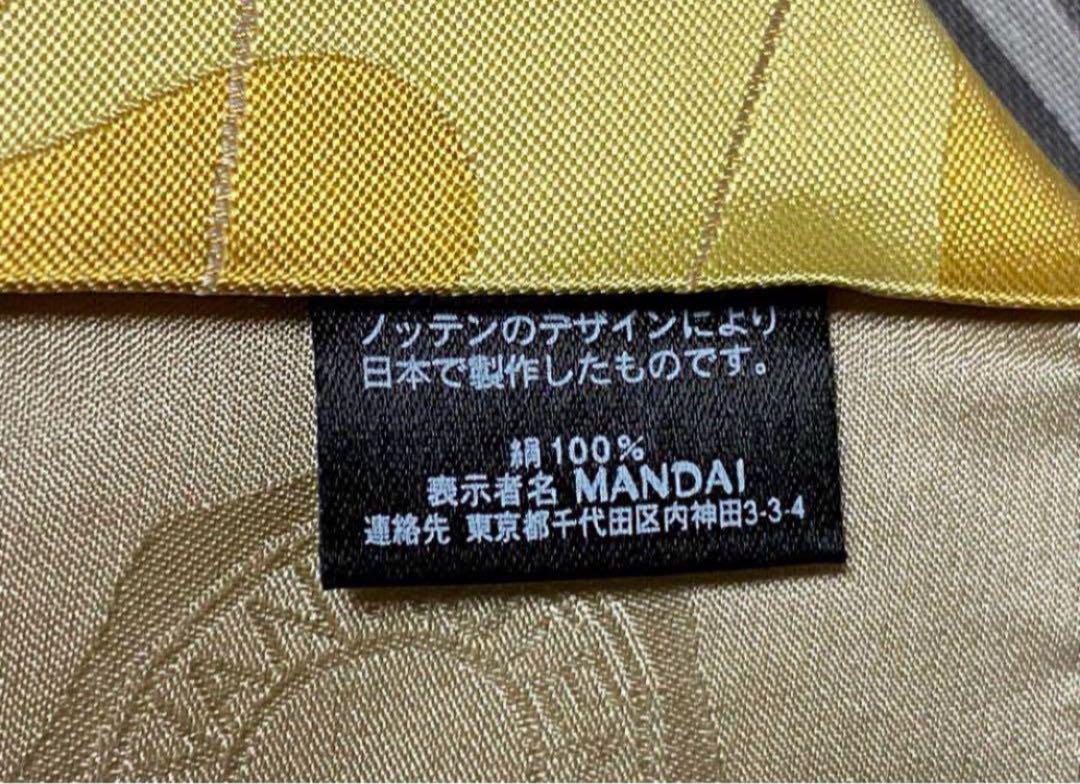 ノッテンのデザインにより
日本で製作したものです。
絹100%
表示者名 MANDAI
連絡先 東京都千代田区内神田3-3-4